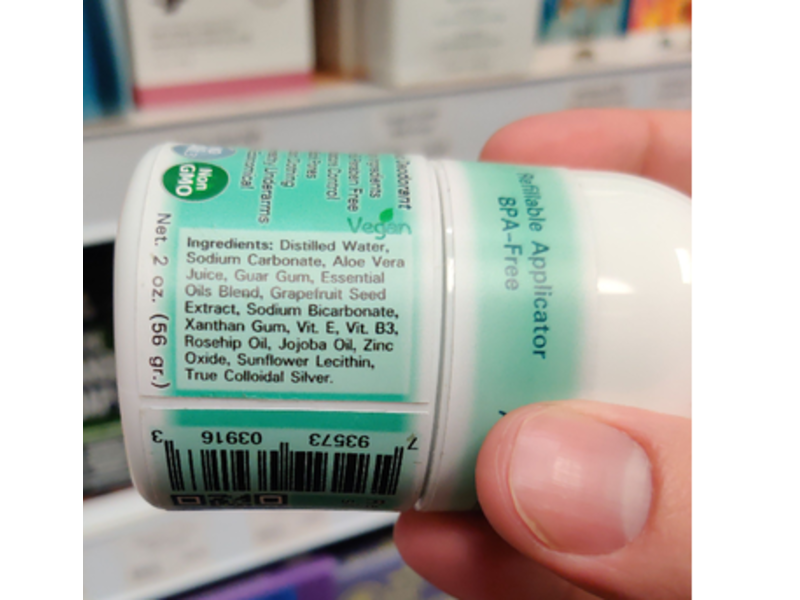 Non
GMO
Deodorent
Vegan
Net. 2 oz. (56 gr.)
Ingredients: Distilled Water,
Sodium Carbonate, Aloe Vera
Juice, Guar Gum, Essential
Oils Blend, Grapefruit Seed
Extract, Sodium Bicarbonate,
Xanthan Gum, Vit. E, Vit. B3,
Rosehip Oil, Jojoba Oil, Zinc
Oxide, Sunflower Lecithin,
True Colloidal Silver.
Refillable Applicator
BPA-Free
7 93573 03916 3